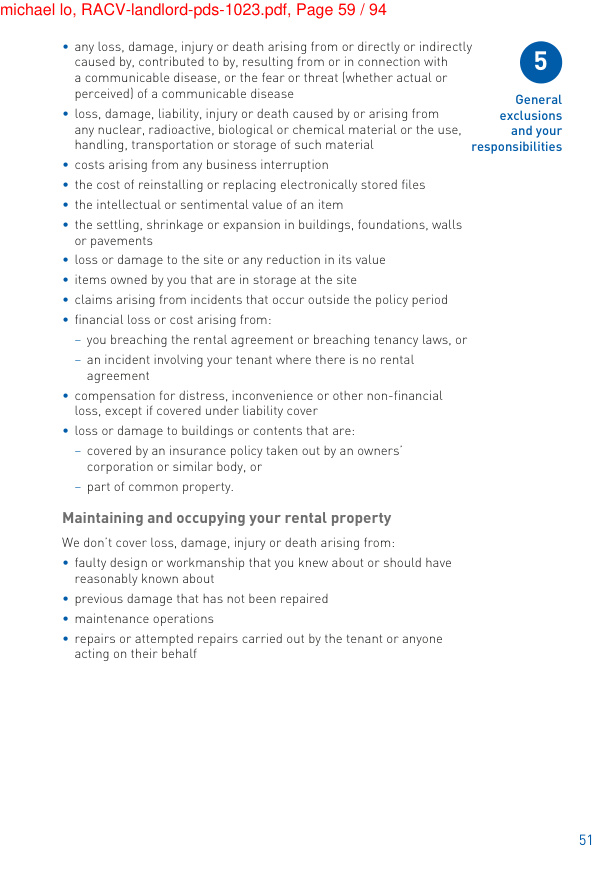 michael lo, RACV-landlord-pds-1023.pdf, Page 59 / 94
• any loss, damage, injury or death arising from or directly or indirectly
caused by, contributed to by, resulting from or in connection with
a communicable disease, or the fear or threat (whether actual or
perceived) of a communicable disease
• loss, damage, liability, injury or death caused by or arising from
any nuclear, radioactive, biological or chemical material or the use,
handling, transportation or storage of such material
• costs arising from any business interruption
• the cost of reinstalling or replacing electronically stored files
• the intellectual or sentimental value of an item
• the settling, shrinkage or expansion in buildings, foundations, walls
or pavements
• loss or damage to the site or any reduction in its value
• items owned by you that are in storage at the site
• claims arising from incidents that occur outside the policy period
• financial loss or cost arising from:
– you breaching the rental agreement or breaching tenancy laws, or
– an incident involving your tenant where there is no rental
agreement
• compensation for distress, inconvenience or other non-financial
loss, except if covered under liability cover
• loss or damage to buildings or contents that are:
– covered by an insurance policy taken out by an owners'
corporation or similar body, or
– part of common property.
Maintaining and occupying your rental property
We don't cover loss, damage, injury or death arising from:
• faulty design or workmanship that you knew about or should have
reasonably known about
• previous damage that has not been repaired
• maintenance operations
• repairs or attempted repairs carried out by the tenant or anyone
acting on their behalf
5
General
exclusions
and your
responsibilities
51